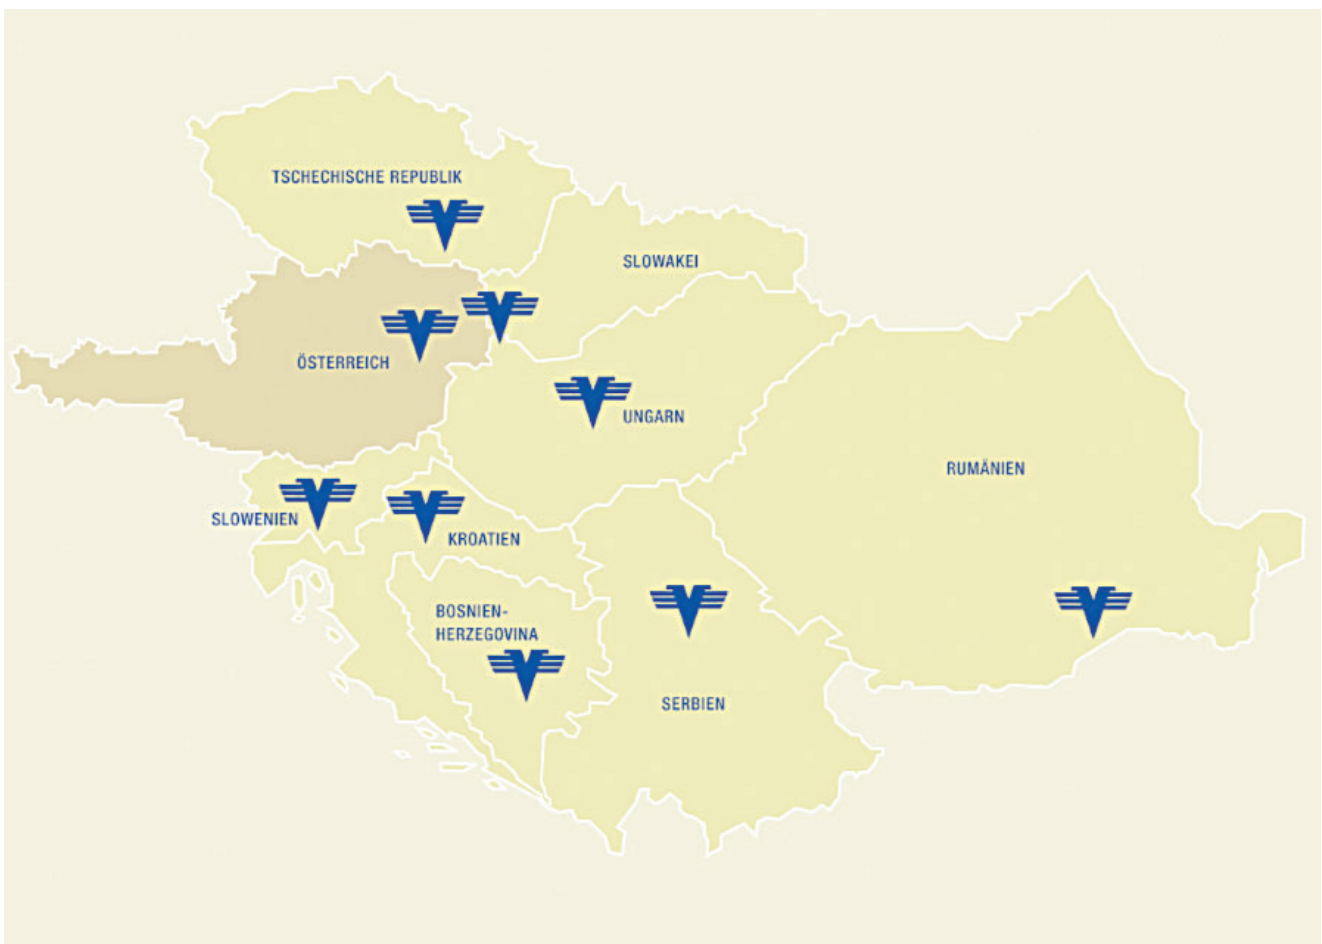 TSCHECHISCHE REPUBLIK
SLOWAKEI
ÖSTERREICH
UNGARN
RUMÄNIEN
SLOWENIEN
KROATIEN
BOSNIEN-
HERZEGOVINA
SERBIEN